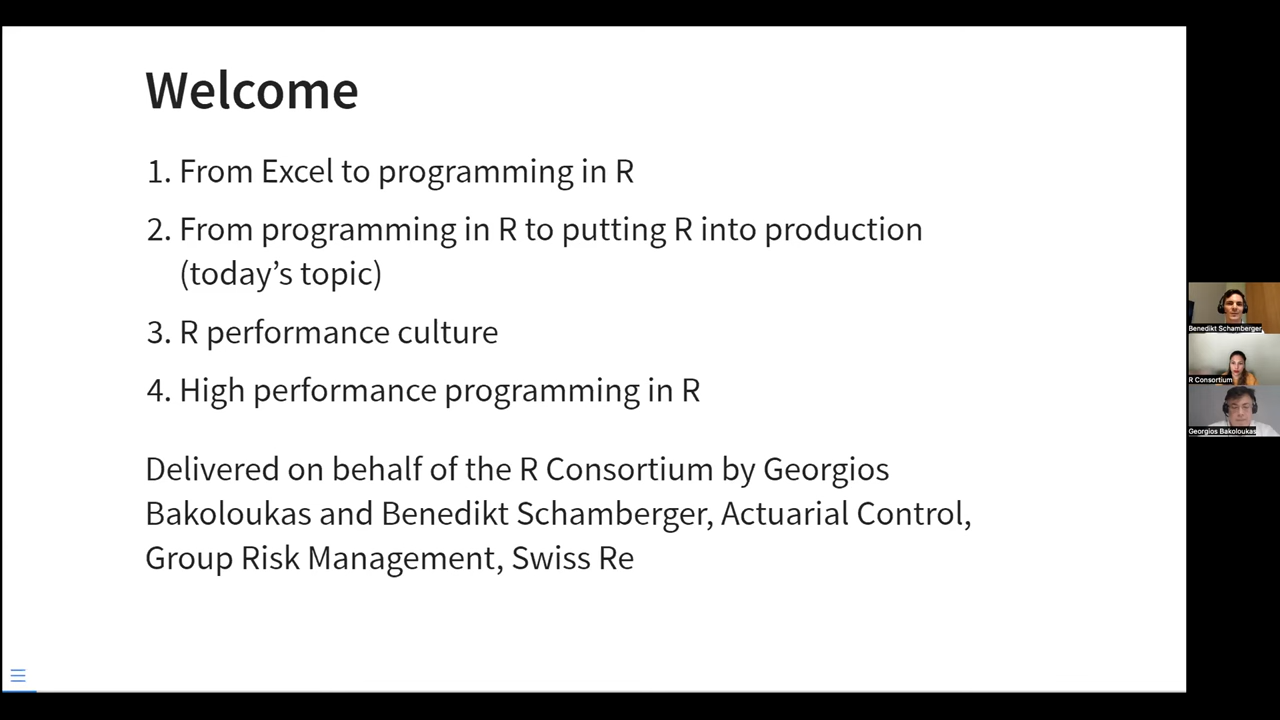 Welcome
1. From Excel to programming in R
2. From programming in R to putting R into production
(today’s topic)
3. R performance culture
4. High performance programming in R
Delivered on behalf of the R Consortium by Georgios
Bakoloukas and Benedikt Schamberger, Actuarial Control,
Group Risk Management, Swiss Re
Benedikt Schamberger
R Consortium
Georgios Bakoloukas